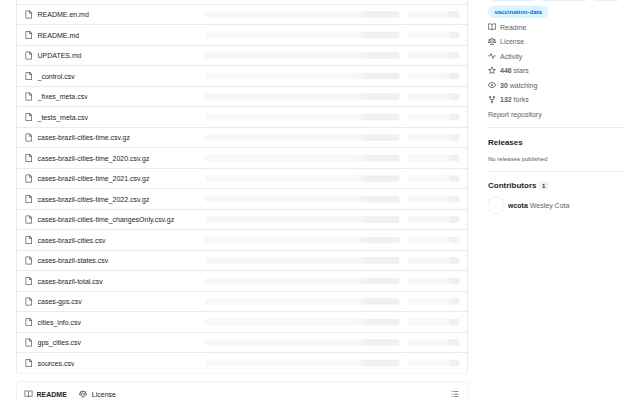 README.en.md
README.md
UPDATES.md
_control.csv
_fixes_meta.csv
_tests_meta.csv
cases-brazil-cities-time.csv.gz
cases-brazil-cities-time_2020.csv.gz
cases-brazil-cities-time_2021.csv.gz
cases-brazil-cities-time_2022.csv.gz
cases-brazil-cities-time_changesOnly.csv.gz
cases-brazil-cities.csv
cases-brazil-states.csv
cases-brazil-total.csv
cases-gps.csv
cities_info.csv
gps_cities.csv
sources.csv
README
License
vaccination-data
Readme
License
Activity
446 stars
30 watching
132 forks
Report repository
Releases
No releases published
Contributors 1
wcota Wesley Cota